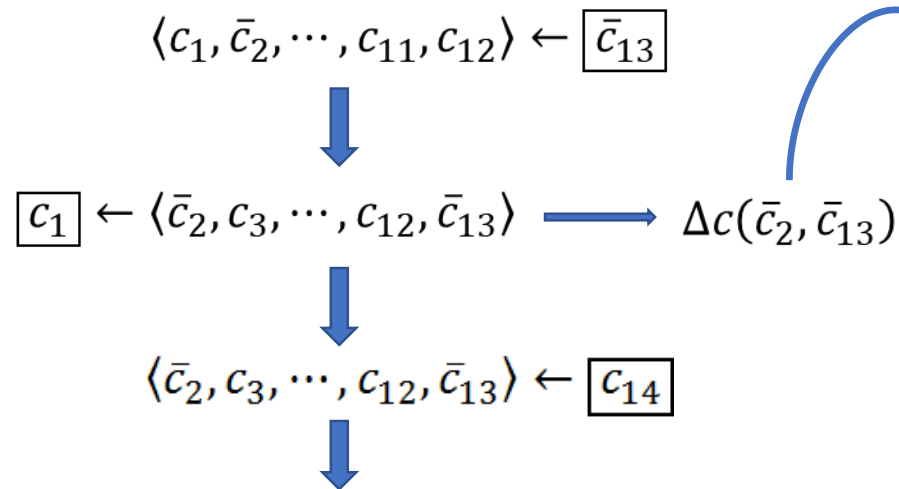 ⟨c₁, c̄₂, ⋯, c₁₁, c₁₂⟩ ← c̄₁₃
c₁ ← ⟨c̄₂, c₃, ⋯, c₁₂, c̄₁₃⟩ → Δc(c̄₂, c̄₁₃)
⟨c̄₂, c₃, ⋯, c₁₂, c̄₁₃⟩ ← c₁₄